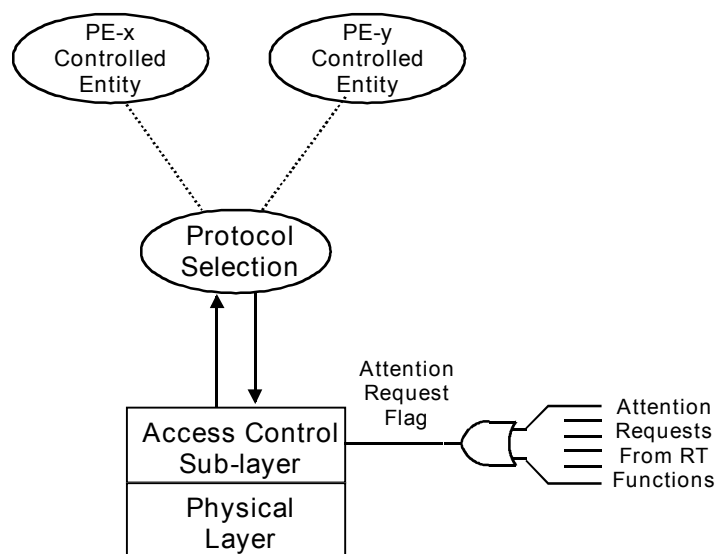 PE-x
Controlled
Entity
PE-y
Controlled
Entity
Protocol
Selection
Attention
Request
Flag
Attention
Requests
From RT
Functions
Access Control
Sub-layer
Physical
Layer